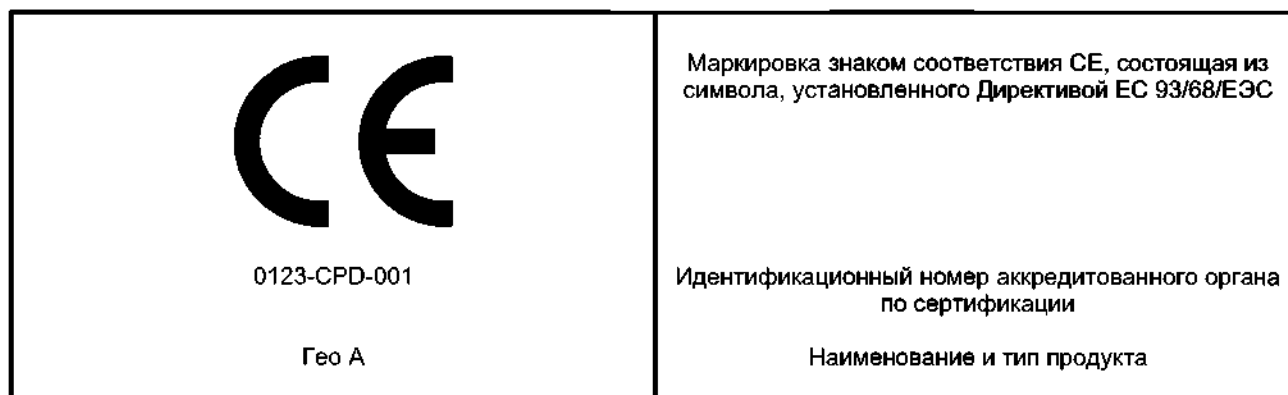 CE
Маркировка знаком соответствия СЕ, состоящая из
символа, установленного Директивой ЕС 93/68/ЕЭС
0123-CPD-001
Идентификационный номер аккредитованного органа
по сертификации
Гео А
Наименование и тип продукта